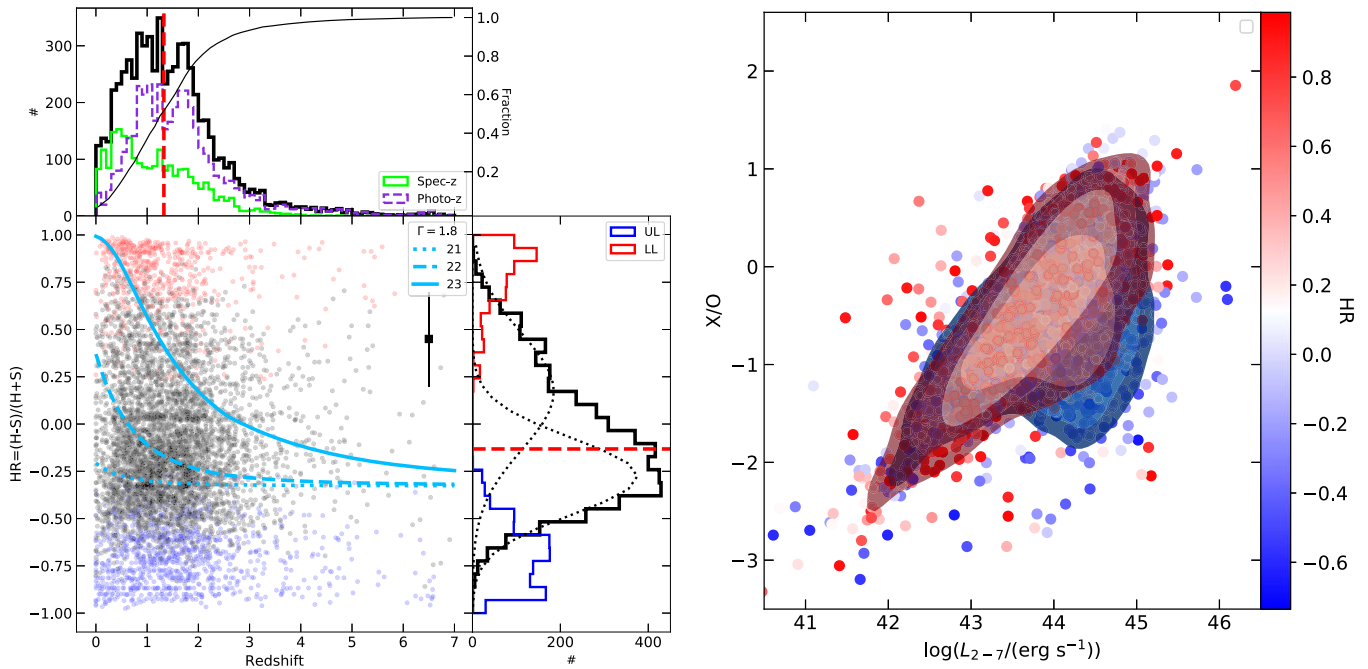 300
200
100
0
#
1.0
0.8
0.6
0.4
0.2
Fraction
Spec-z
Photo-z
1.00
0.75
0.50
0.25
0.00
−0.25
−0.50
−0.75
−1.00
HR=(H-S)/(H+S)
Γ = 1.8
21
22
23
0 1 2 3 4 5 6 7
Redshift
UL
LL
0 200 400
#
2
1
0
−1
−2
−3
X/O
41 42 43 44 45 46
log(L₂₋₇/(erg s⁻¹))
0.8
0.6
0.4
0.2
0.0
−0.2
−0.4
−0.6
HR